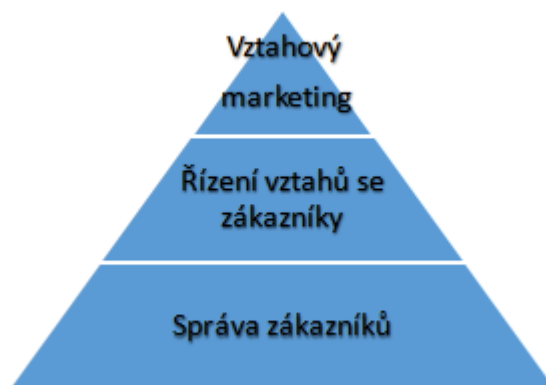 Vztahový
marketing
Řízení vztahů se
zákazníky
Správa zákazníků